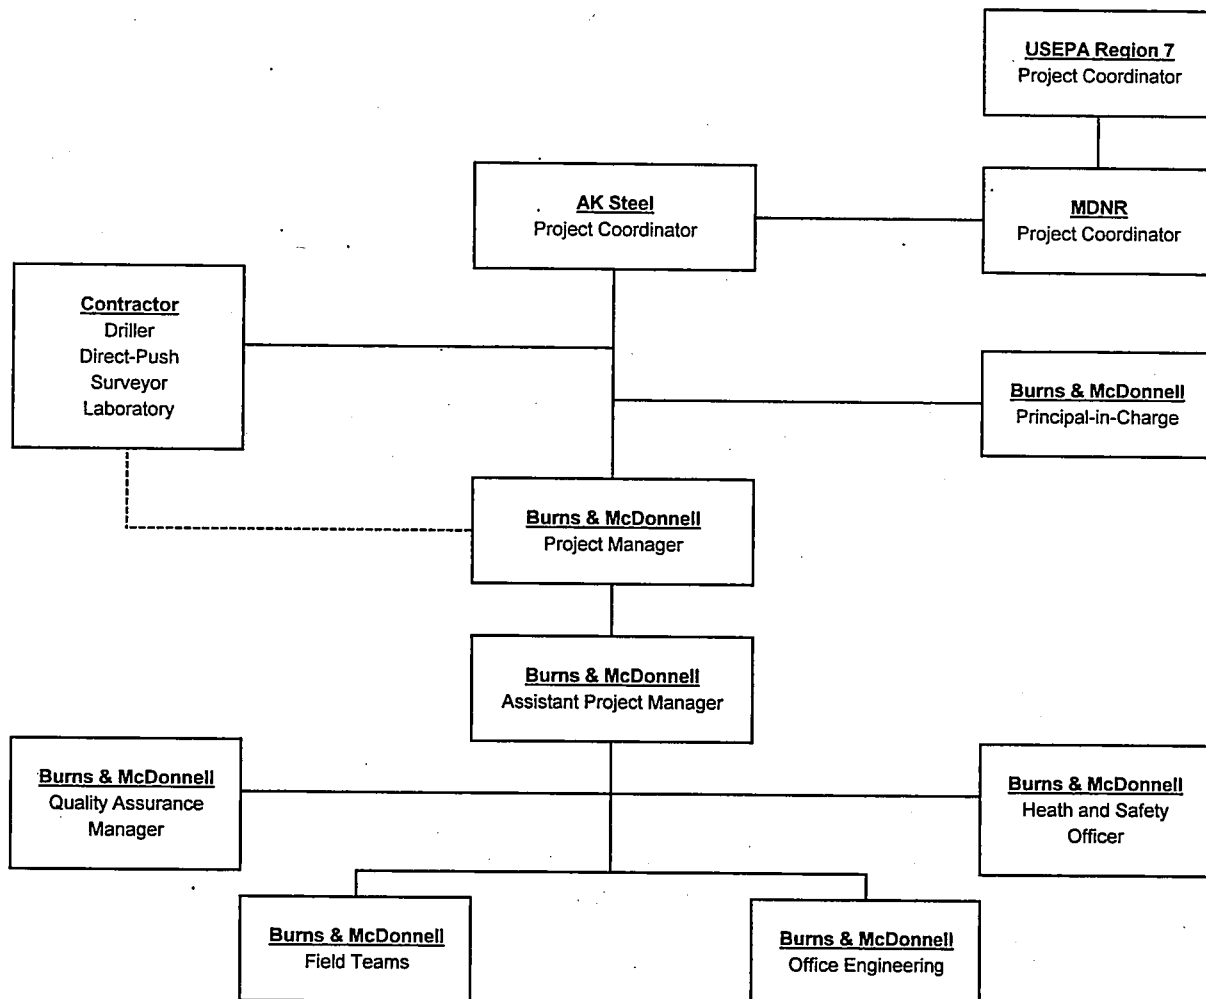 USEPA Region 7
Project Coordinator
AK Steel
Project Coordinator
MDNR
Project Coordinator
Contractor
Driller
Direct-Push
Surveyor
Laboratory
Burns & McDonnell
Principal-in-Charge
Burns & McDonnell
Project Manager
Burns & McDonnell
Assistant Project Manager
Burns & McDonnell
Quality Assurance
Manager
Burns & McDonnell
Heath and Safety
Officer
Burns & McDonnell
Field Teams
Burns & McDonnell
Office Engineering